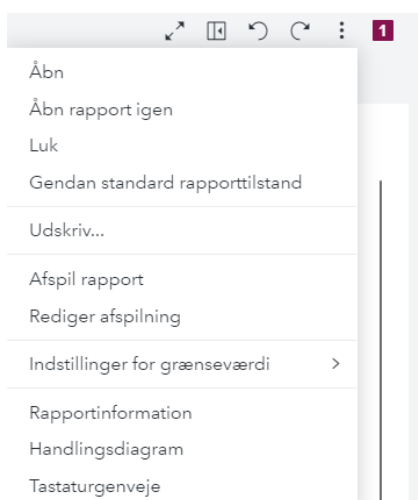 1
Åbn
Åbn rapport igen
Luk
Gendan standard rapporttilstand
Udskriv...
Afspil rapport
Rediger afspilning
Indstillinger for grænseværdi
Rapportinformation
Handlingsdiagram
Tastaturgenveje